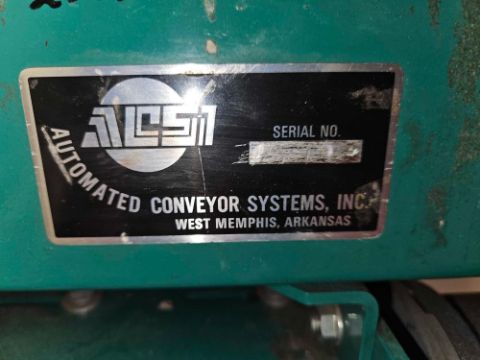 ACSI
SERIAL NO.
AUTOMATED CONVEYOR SYSTEMS, INC.
WEST MEMPHIS, ARKANSAS